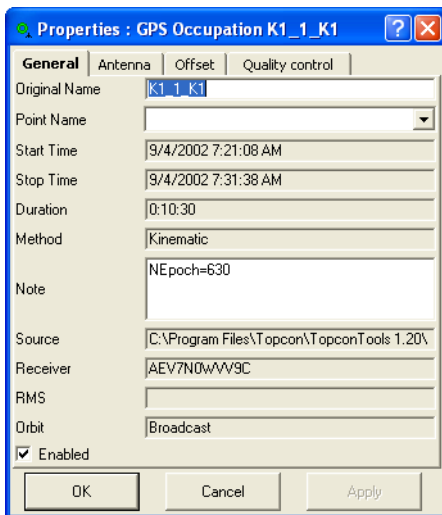 Properties : GPS Occupation K1_1_K1
General Antenna Offset Quality control
Original Name K1_1_K1
Point Name
Start Time 9/4/2002 7:21:08 AM
Stop Time 9/4/2002 7:31:38 AM
Duration 0:10:30
Method Kinematic
Note NEpoch=630
Source C:\Program Files\Topcon\TopconTools 1.20\
Receiver AEV7N0WVV9C
RMS
Orbit Broadcast
Enabled
OK Cancel Apply